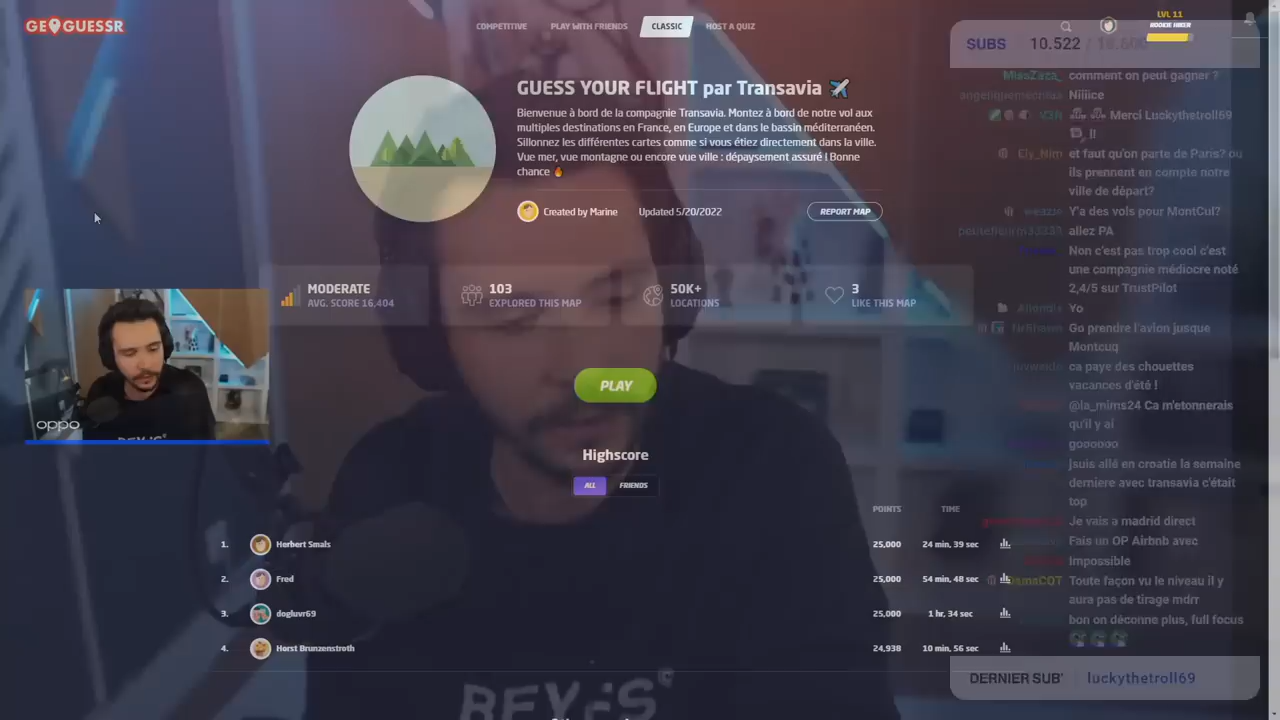 GEOGUESSR
COMPETITIVE
PLAY WITH FRIENDS
CLASSIC
HOST A QUIZ
LVL 11
ROOKIE HIKER
SUBS 10.522
GUESS YOUR FLIGHT par Transavia ✈️
Bienvenue à bord de la compagnie Transavia. Montez à bord de notre vol aux
multiples destinations en France, en Europe et dans le bassin méditerranéen.
Sillonnez les différentes cartes comme si vous étiez directement dans la ville.
Vue mer, vue montagne ou encore vue ville : dépaysement assuré ! Bonne
chance 🔥
Created by Marine
Updated 5/20/2022
REPORT MAP
MODERATE
AVG. SCORE 16,404
103
EXPLORED THIS MAP
50K+
LOCATIONS
3
LIKE THIS MAP
PLAY
Highscore
ALL
FRIENDS
POINTS
TIME
1. Herbert Smals 25,000 24 min, 39 sec
2. Fred 25,000 54 min, 48 sec
3. dogluvr69 25,000 1 hr, 34 sec
4. Horst Brunzenstroth 24,938 10 min, 56 sec
oppo
comment on peut gagner ?
Niiiice
Merci Luckythetroll69
!!
Ely_Nim et faut qu'on parte de Paris? ou
ils prennent en compte notre
ville de départ?
Y'a des vols pour MontCul?
allez PA
Non c'est pas trop cool c'est
une compagnie médiocre noté
2,4/5 sur TrustPilot
Yo
Go prendre l'avion jusque
Montcuq
ca paye des chouettes
vacances d'été !
@la_mims24 Ca m'etonnerais
qu'il y ai
goooooo
jsuis allé en croatie la semaine
derniere avec transavia c'était
top
Je vais a madrid direct
Fais un OP Airbnb avec
Impossible
Toute façon vu le niveau il y
aura pas de tirage mdrr
bon on déconne plus, full focus
DERNIER SUB' luckythetroll69